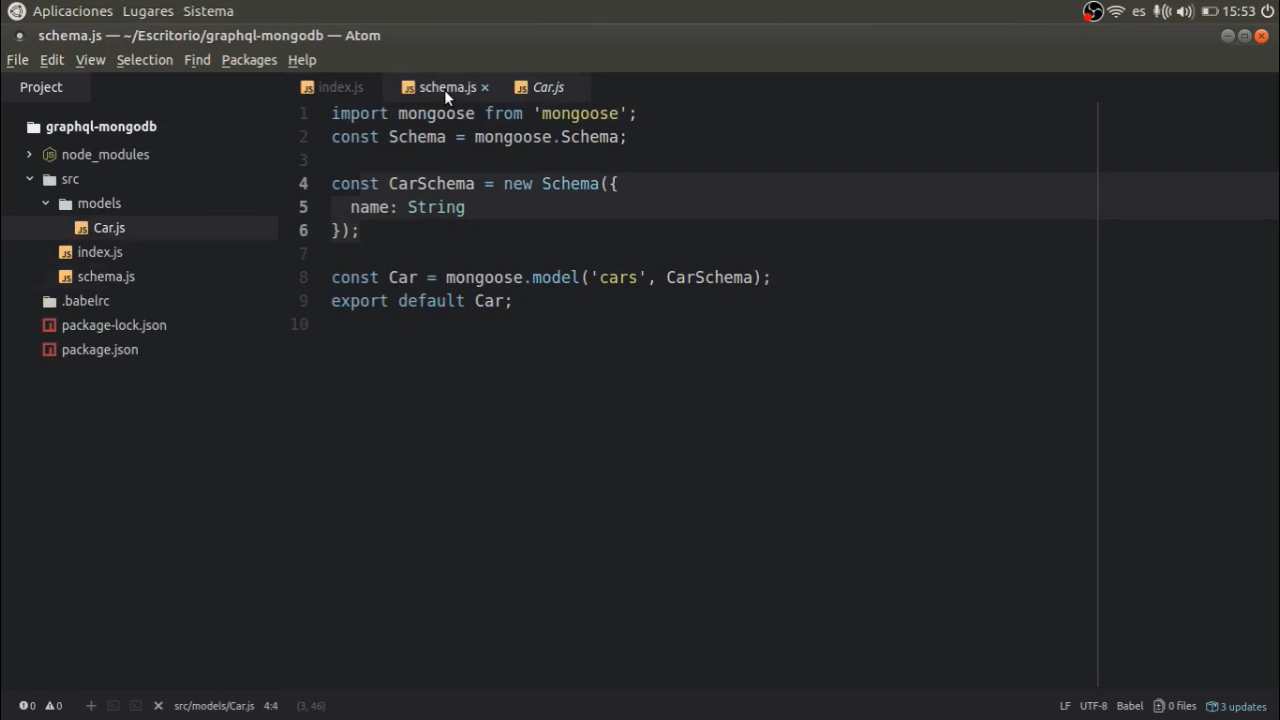 Aplicaciones Lugares Sistema es 15:53
schema.js — ~/Escritorio/graphql-mongodb — Atom
File Edit View Selection Find Packages Help
Project index.js schema.js Car.js
graphql-mongodb
node_modules
src
models
Car.js
index.js
schema.js
.babelrc
package-lock.json
package.json
1 import mongoose from 'mongoose';
2 const Schema = mongoose.Schema;
3
4 const CarSchema = new Schema({
5 name: String
6 });
7
8 const Car = mongoose.model('cars', CarSchema);
9 export default Car;
10
0 0 src/models/Car.js 4:4 (3, 46) LF UTF-8 Babel 0 files 3 updates